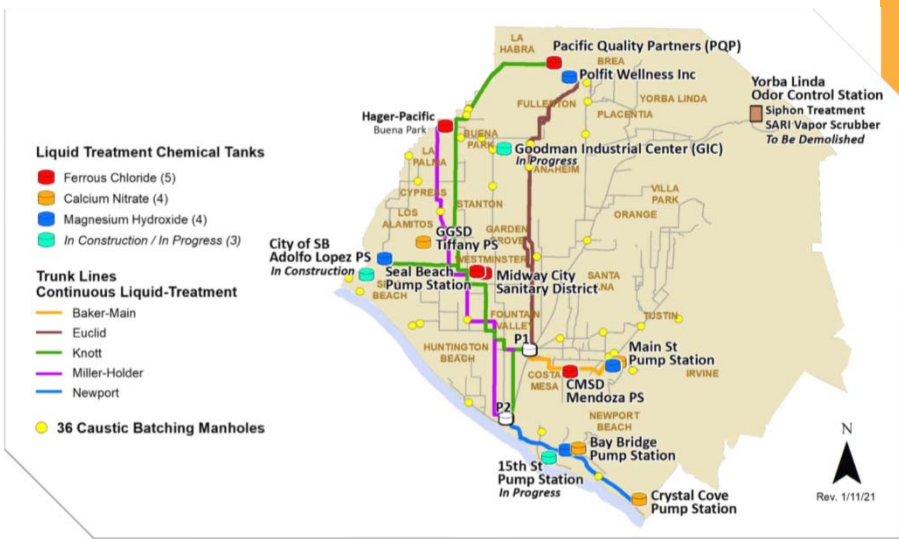 LA
HABRA
Pacific Quality Partners (PQP)
BREA
Polfit Wellness Inc
Yorba Linda
Odor Control Station
Siphon Treatment
SARI Vapor Scrubber
To Be Demolished
YORBA LINDA
FULLERTON
PLACENTIA
Hager-Pacific
Buena Park
BUENA
PARK
Goodman Industrial Center (GIC)
In Progress
ANAHEIM
LA
PALMA
Liquid Treatment Chemical Tanks
Ferrous Chloride (5)
Calcium Nitrate (4)
Magnesium Hydroxide (4)
In Construction / In Progress (3)
CYPRESS
STANTON
VILLA
PARK
ORANGE
LOS
ALAMITOS
GARDEN
GROVE
GGSD
Tiffany PS
City of SB
Adolfo Lopez PS
In Construction
WESTMINSTER
Seal Beach
Pump Station
BEACH
Midway City
Sanitary District
SANTA
ANA
Trunk Lines
Continuous Liquid-Treatment
Baker-Main
Euclid
Knott
Miller-Holder
Newport
36 Caustic Batching Manholes
FOUNTAIN
VALLEY
TUSTIN
HUNTINGTON
BEACH
P1
Main St
Pump Station
IRVINE
COSTA
MESA
CMSD
Mendoza PS
P2
NEWPORT
BEACH
Bay Bridge
Pump Station
15th St
Pump Station
In Progress
Crystal Cove
Pump Station
N
Rev. 1/11/21